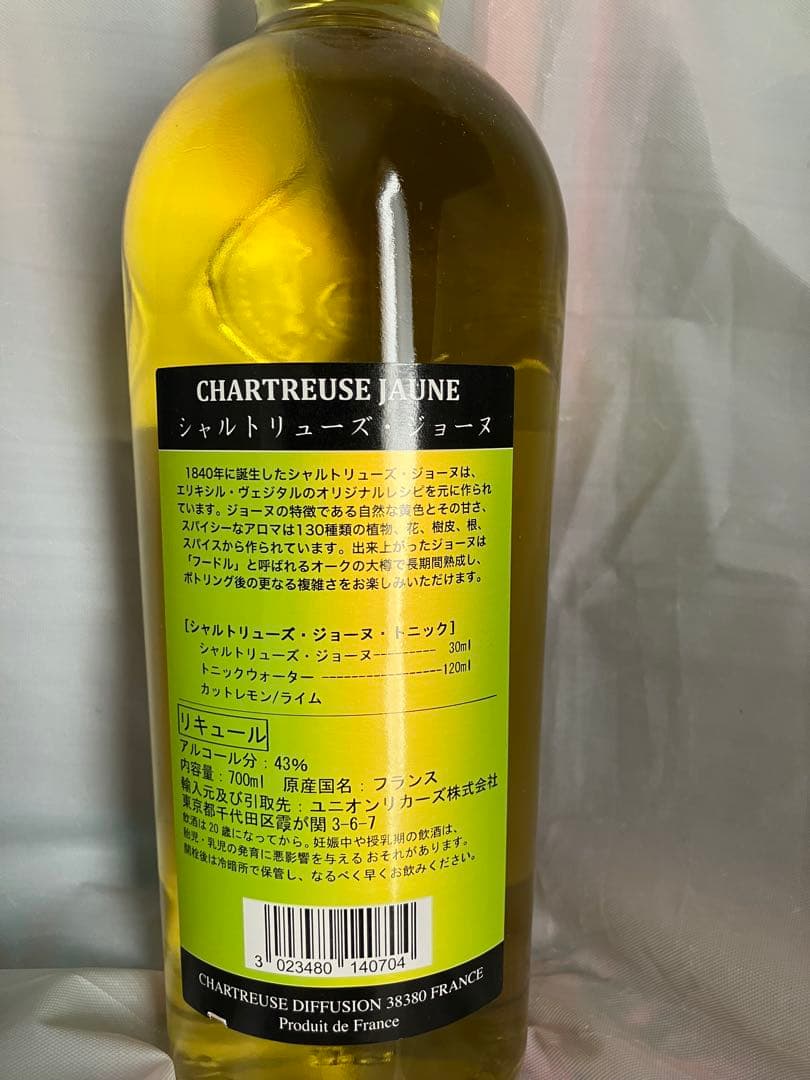 CHARTREUSE JAUNE
シャルトリューズ・ジョーヌ
1840年に誕生したシャルトリューズ・ジョーヌは、
エリキシル・ヴェジタルのオリジナルレシピを元に作られ
ています。ジョーヌの特徴である自然な黄色とその甘さ、
スパイシーなアロマは130種類の植物、花、樹皮、根、
スパイスから作られています。出来上がったジョーヌは
「フードル」と呼ばれるオークの大樽で長期間熟成し、
ボトリング後の更なる複雑さをお楽しみいただけます。
[シャルトリューズ・ジョーヌ・トニック]
シャルトリューズ・ジョーヌ--------- 30ml
トニックウォーター ------------------120ml
カットレモン/ライム
リキュール
アルコール分：43%
内容量：700ml 原産国名：フランス
輸入元及び引取先：ユニオンリカーズ株式会社
東京都千代田区霞が関3-6-7
飲酒は20歳になってから。妊娠中や授乳期の飲酒は、
胎児・乳児の発育に悪影響を与えるおそれがあります。
開栓後は冷暗所で保管し、なるべく早くお飲みください。
3 023480 140704
CHARTREUSE DIFFUSION 38380 FRANCE
Produit de France